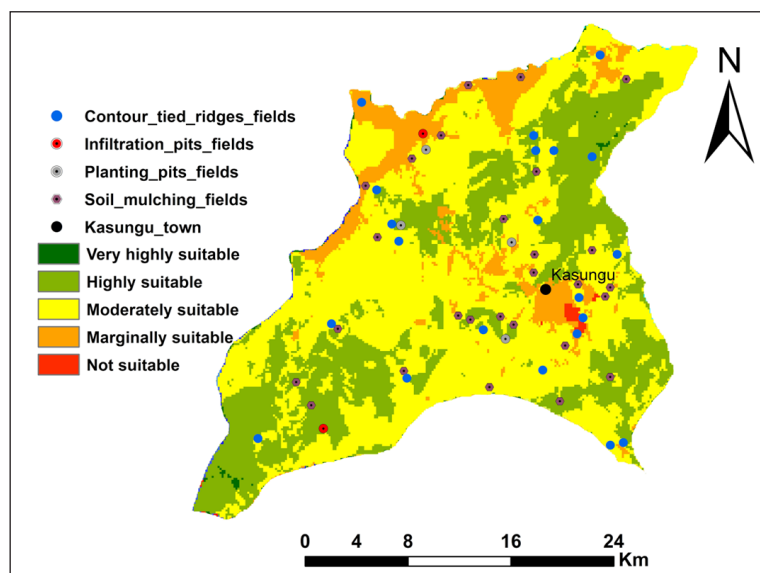 N
Contour_tied_ridges_fields
Infiltration_pits_fields
Planting_pits_fields
Soil_mulching_fields
Kasungu_town
Very highly suitable
Highly suitable
Moderately suitable
Marginally suitable
Not suitable
Kasungu
0 4 8 16 24
Km